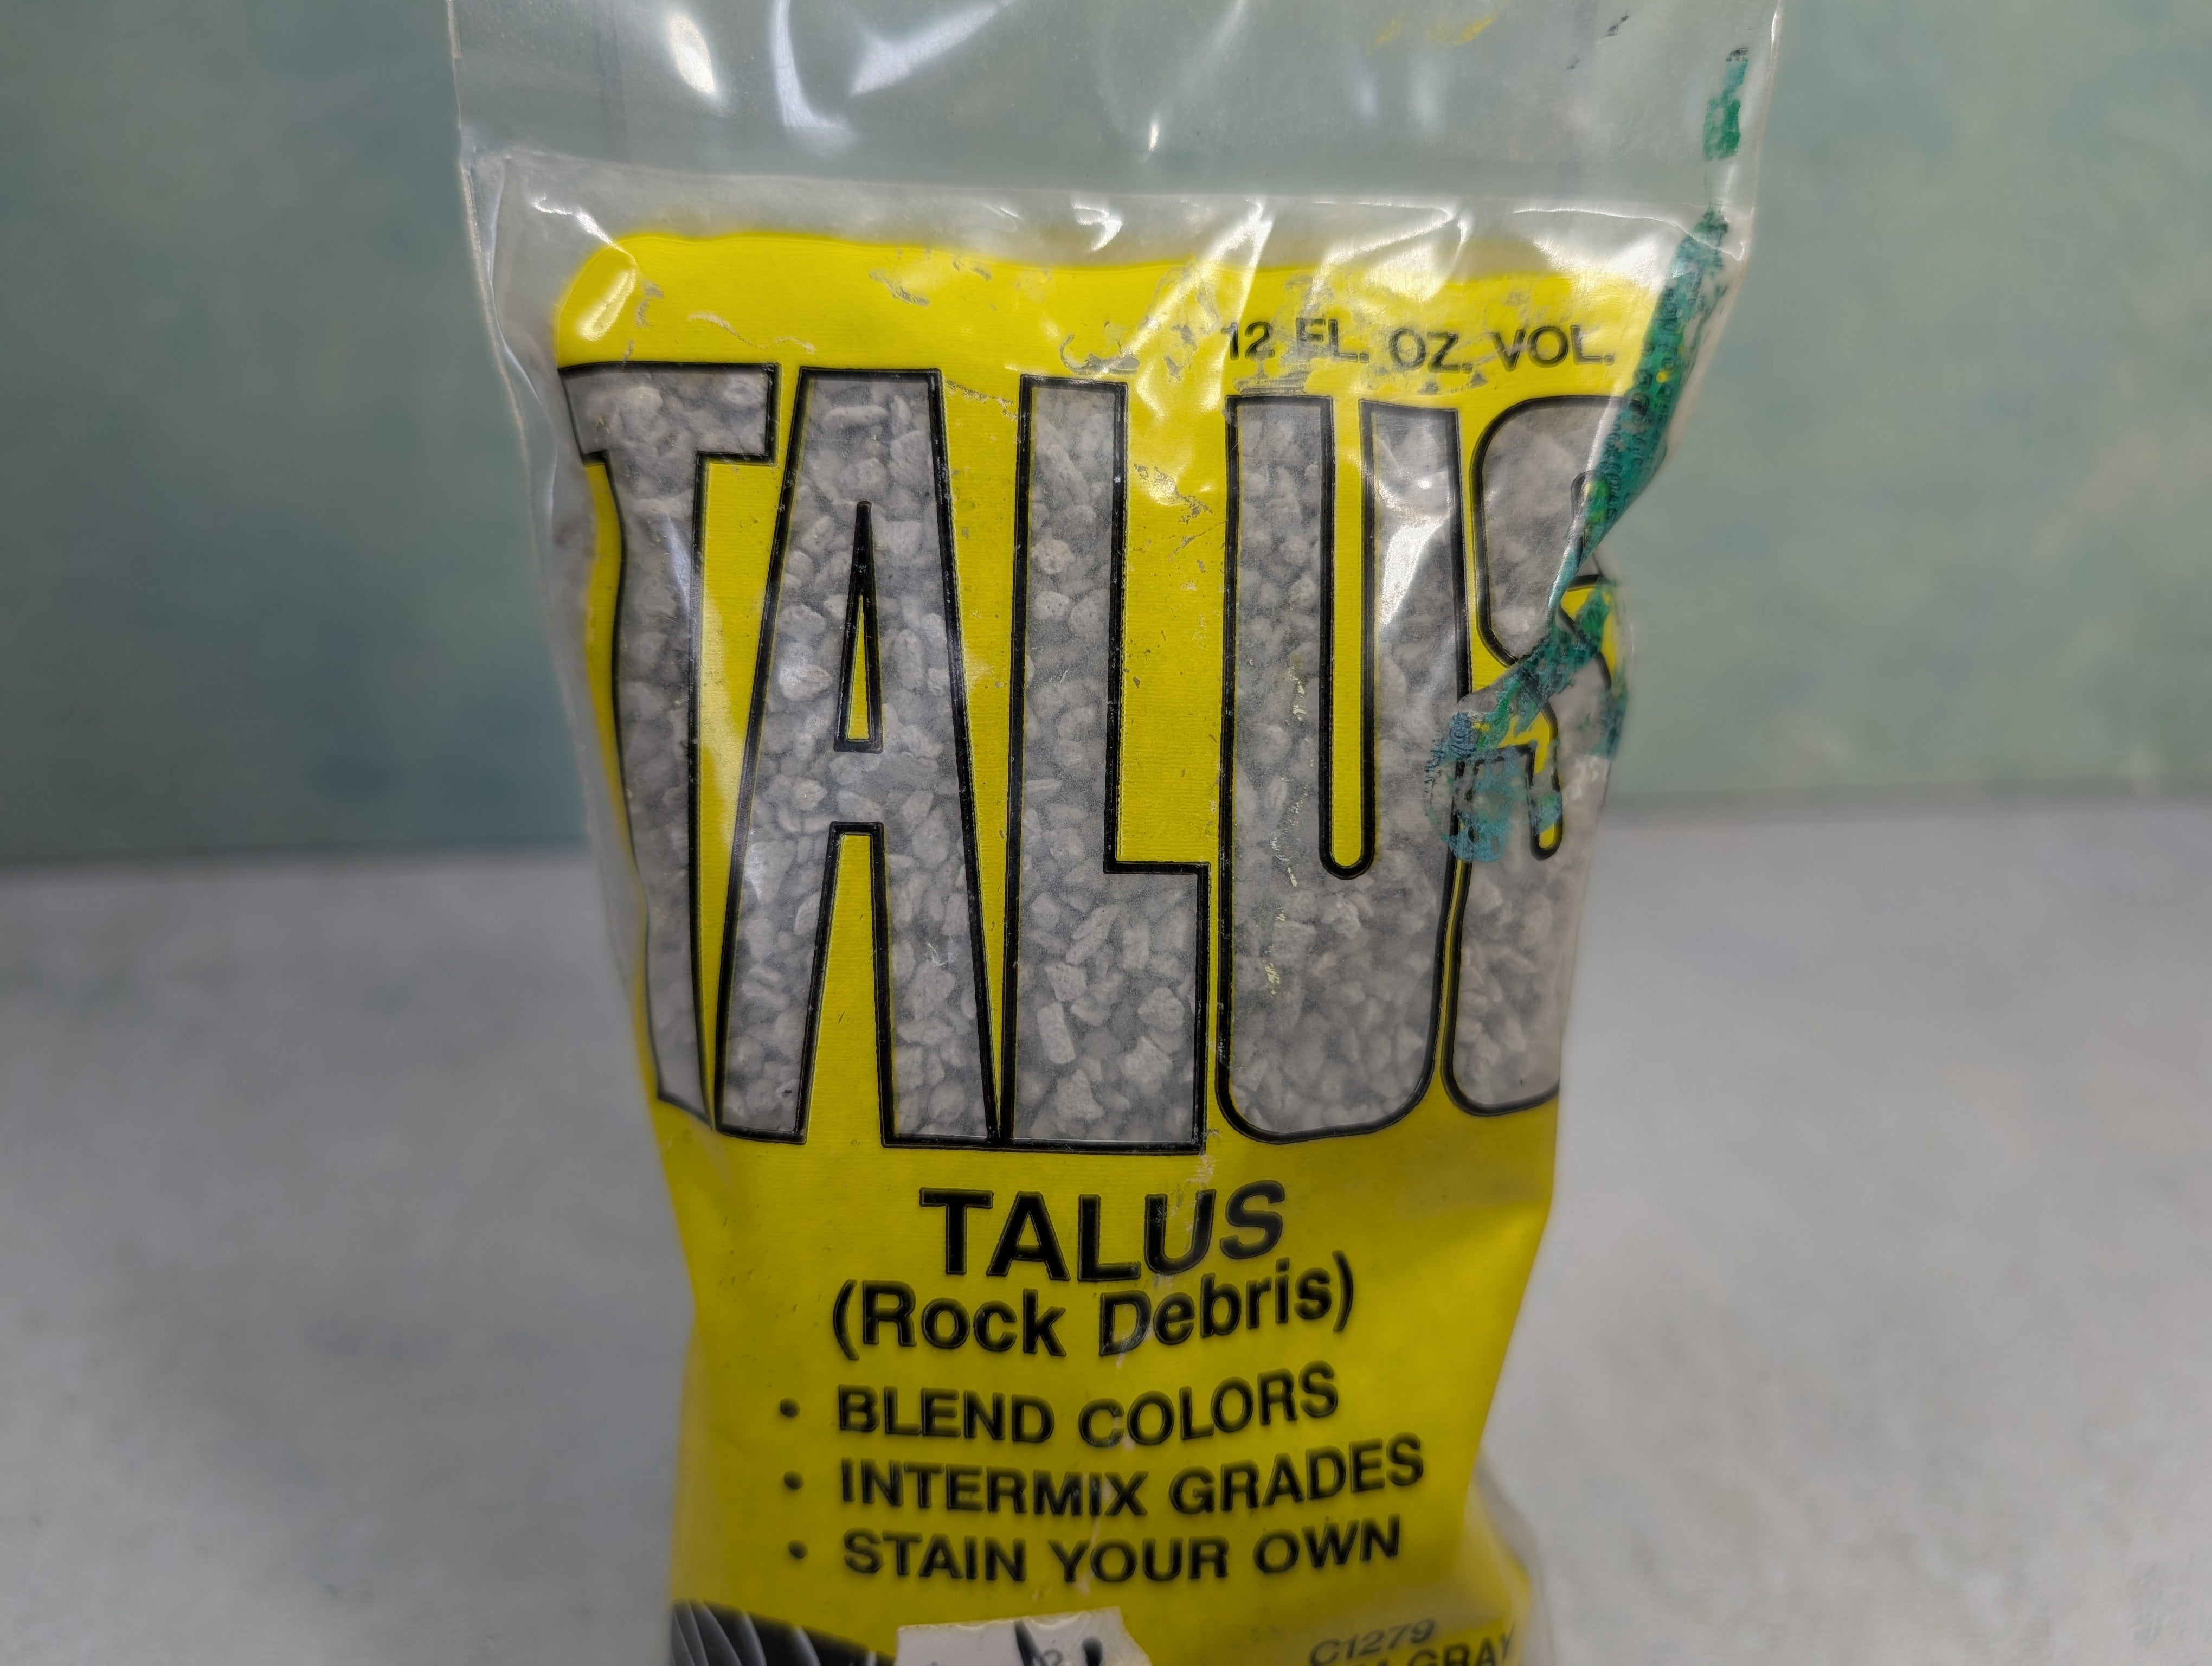 12 FL. OZ. VOL.
TALUS
TALUS
(Rock Debris)
• BLEND COLORS
• INTERMIX GRADES
• STAIN YOUR OWN
C1279
GRAY